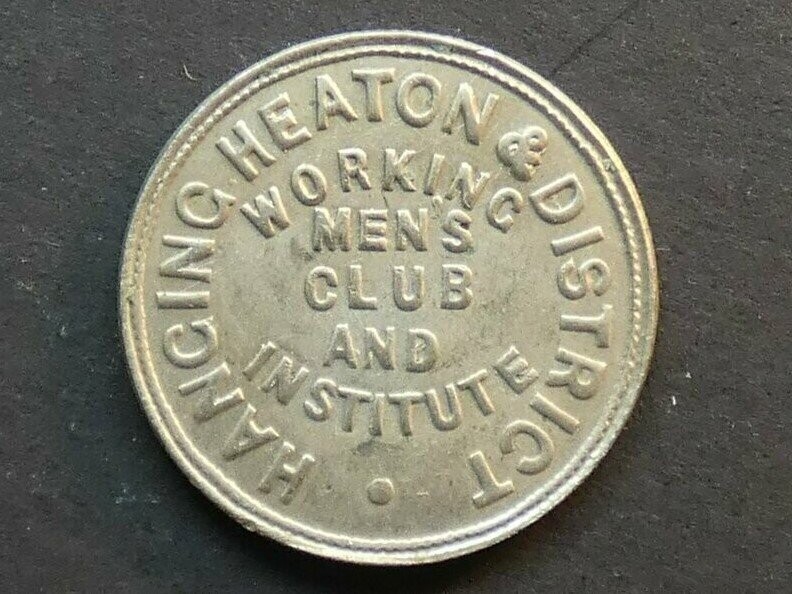 HANGING HEATON & DISTRICT
WORKING
MEN'S
CLUB
AND
INSTITUTE